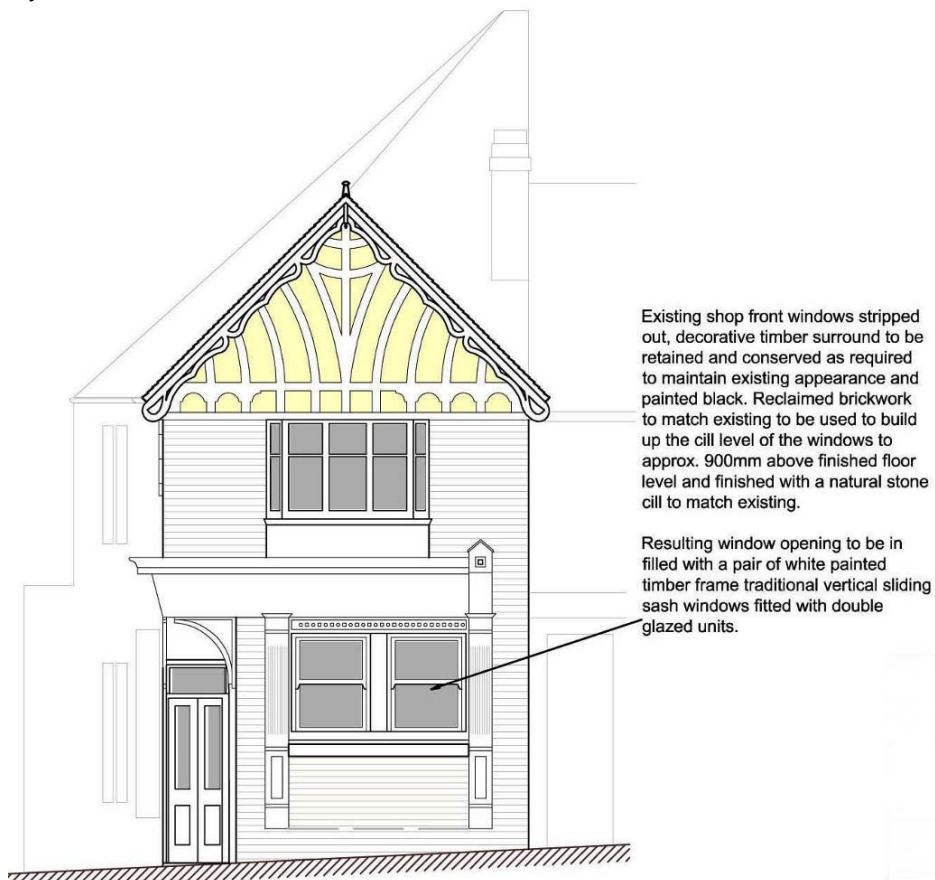 Existing shop front windows stripped
out, decorative timber surround to be
retained and conserved as required
to maintain existing appearance and
painted black. Reclaimed brickwork
to match existing to be used to build
up the cill level of the windows to
approx. 900mm above finished floor
level and finished with a natural stone
cill to match existing.
Resulting window opening to be in
filled with a pair of white painted
timber frame traditional vertical sliding
sash windows fitted with double
glazed units.